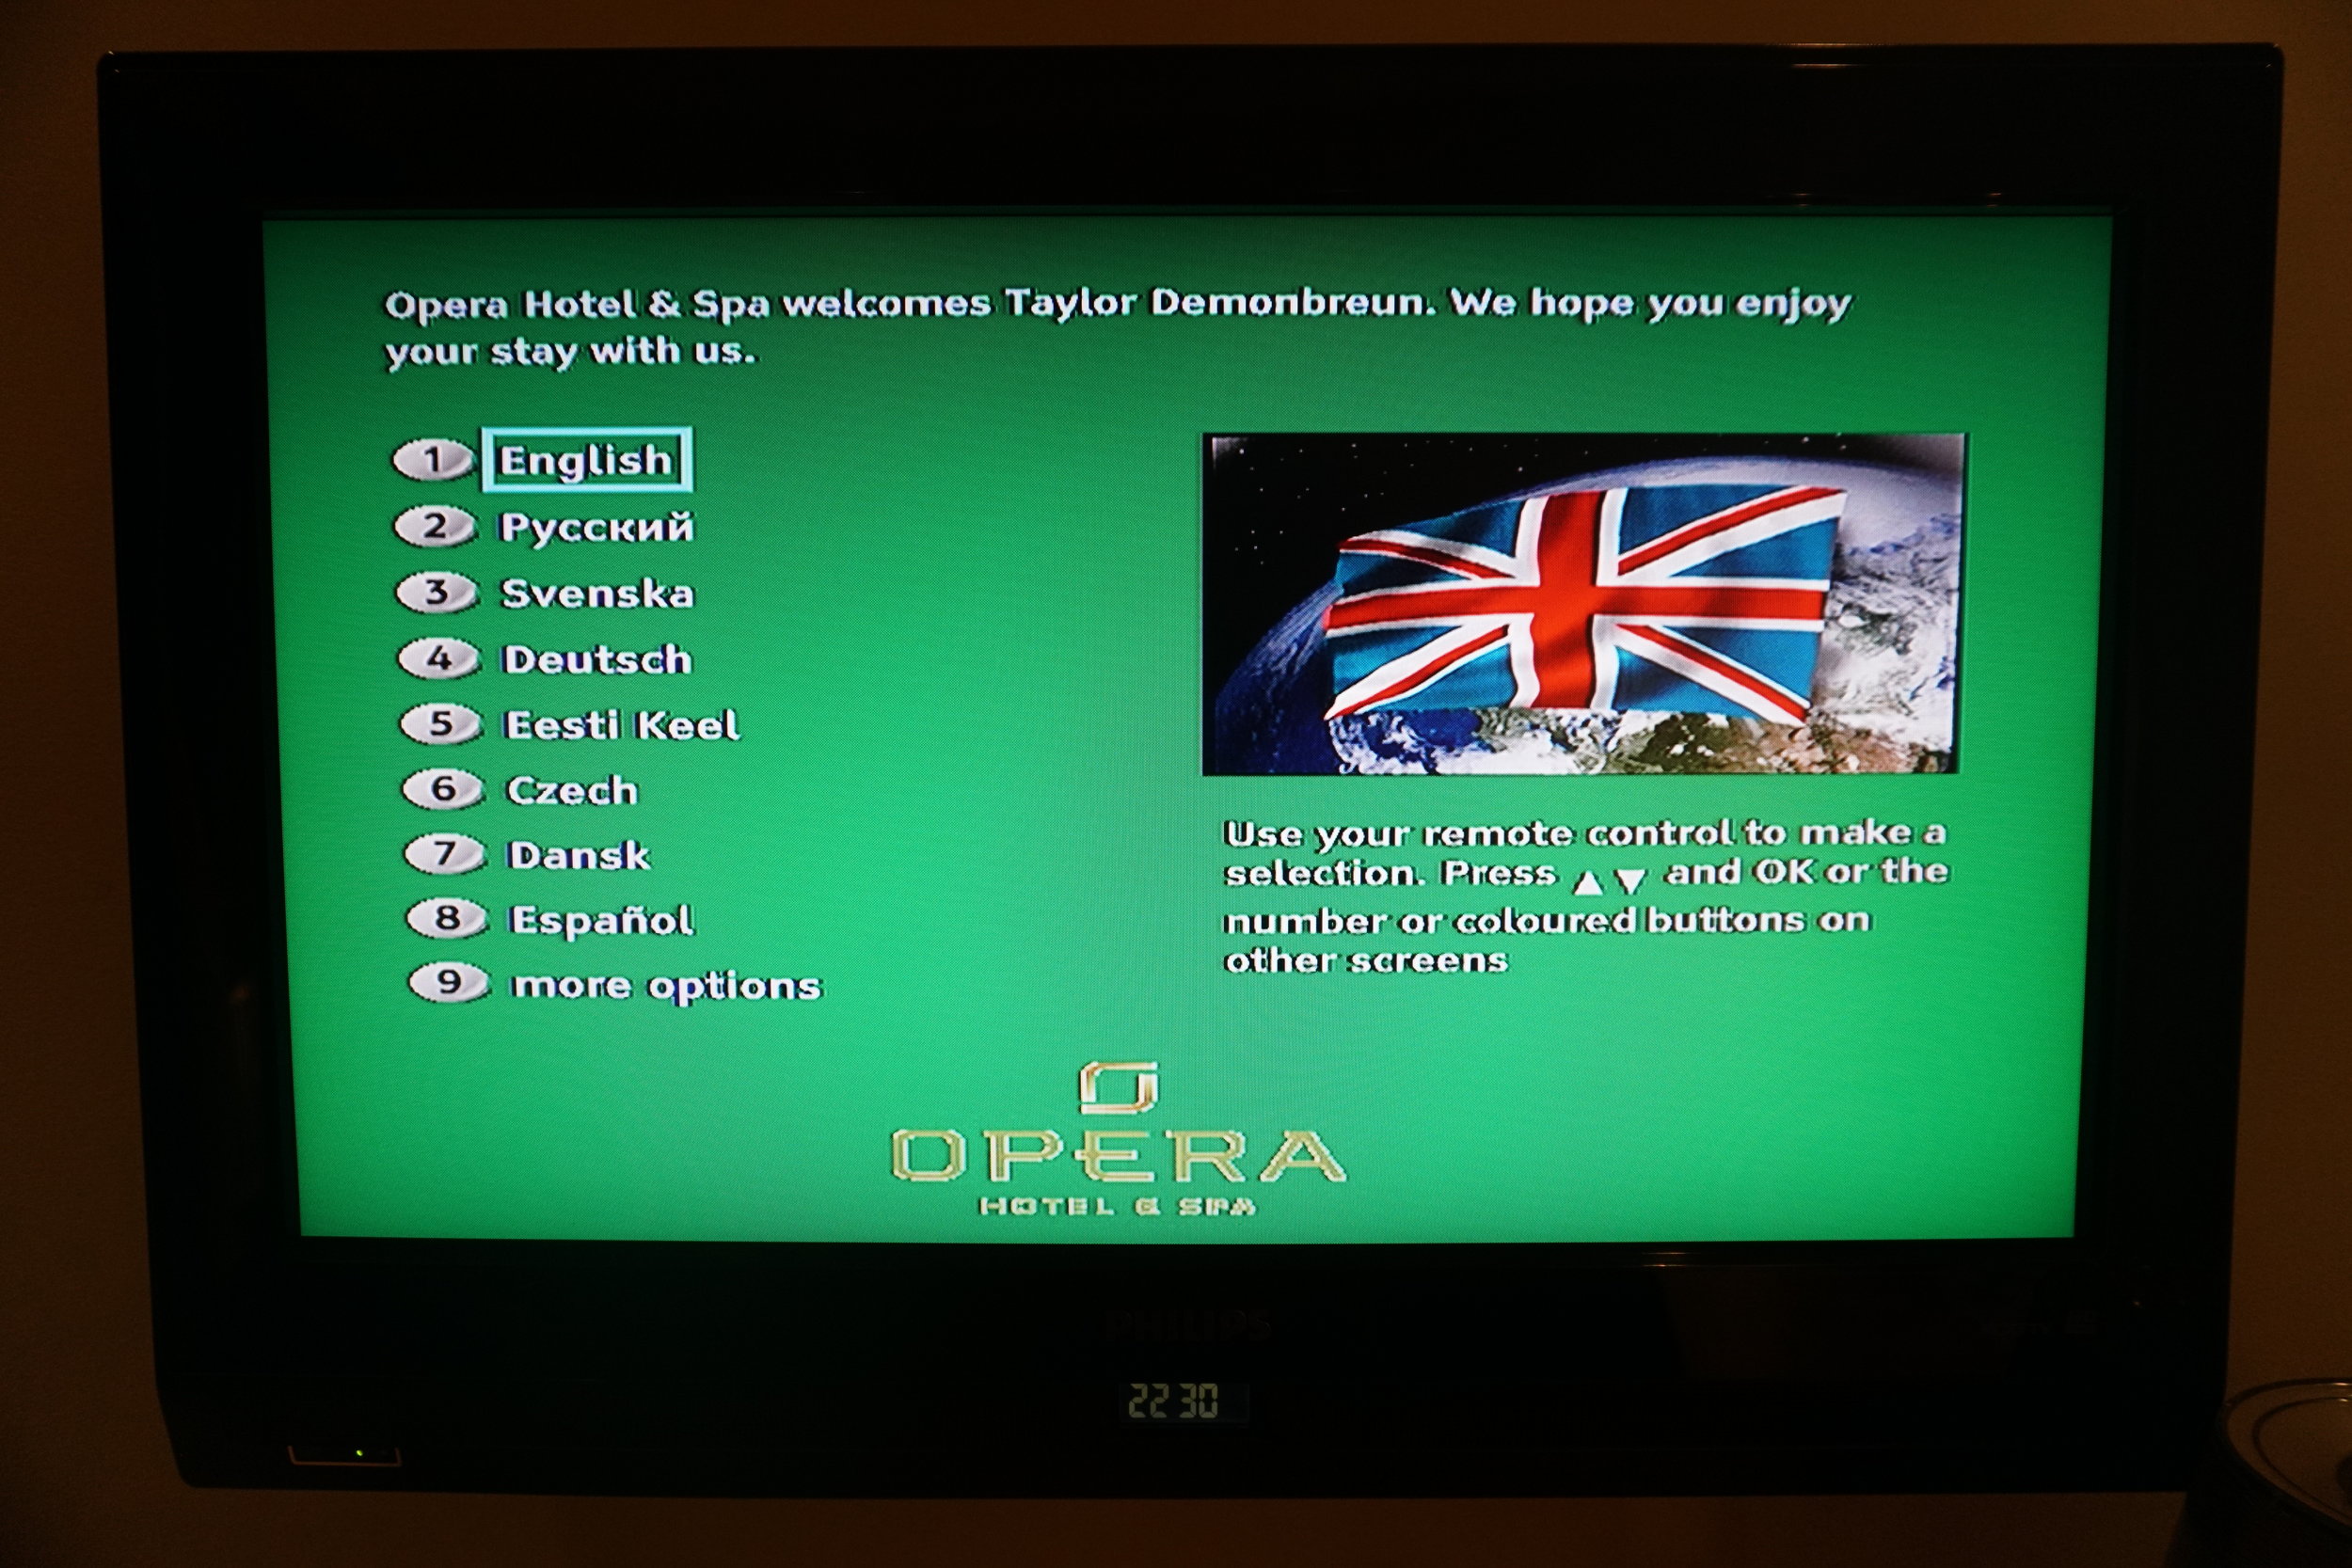 Opera Hotel & Spa welcomes Taylor Demonbreun. We hope you enjoy
your stay with us.
1 English
2 Русский
3 Svenska
4 Deutsch
5 Eesti Keel
6 Czech
7 Dansk
8 Español
9 more options
Use your remote control to make a
selection. Press ▲ ▼ and OK or the
number or coloured buttons on
other screens
OPERA
HOTEL & SPA
PHILIPS
22 30